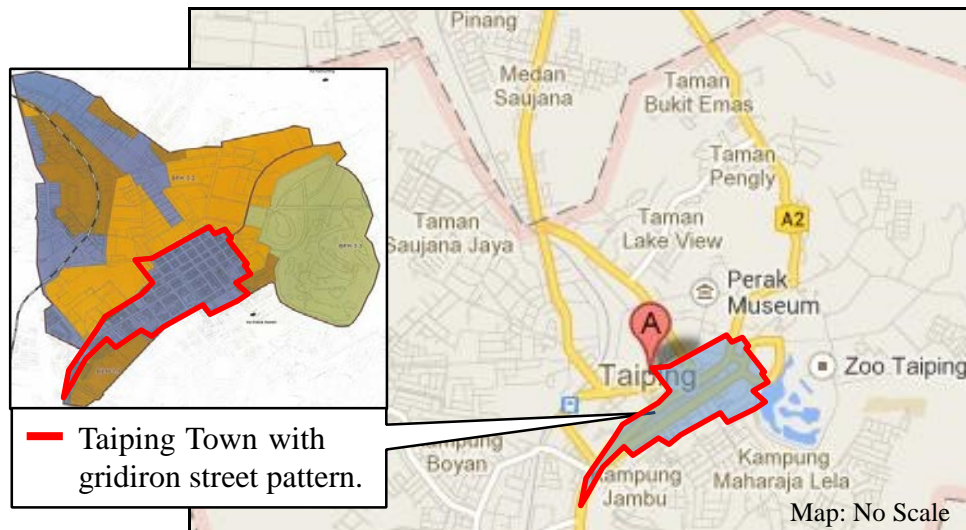 Pinang
Medan
Saujana
Taman
Bukit Emas
Taman
Pengly
A2
Taman
Saujana Jaya
Taman
Lake View
Perak
Museum
A
Taiping
Zoo Taiping
Taiping Town with
gridiron street pattern.
Kampung
Boyan
Kampung
Jambu
Kampung
Maharaja Lela
Map: No Scale